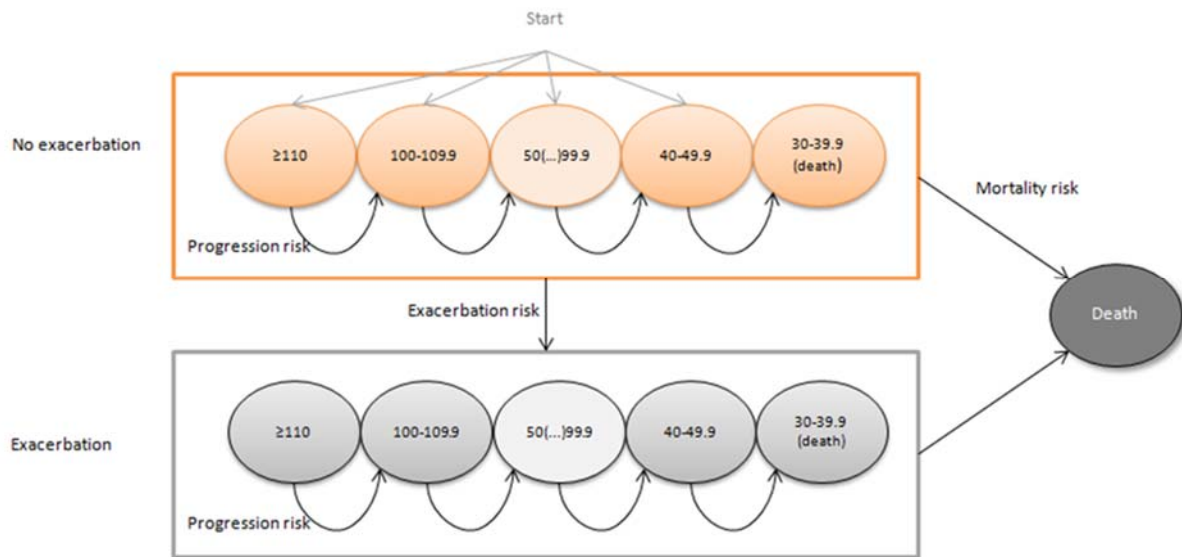 Start
No exacerbation
≥110
100-109.9
50(...)99.9
40-49.9
30-39.9
(death)
Mortality risk
Progression risk
Exacerbation risk
Death
Exacerbation
≥110
100-109.9
50(...)99.9
40-49.9
30-39.9
(death)
Progression risk